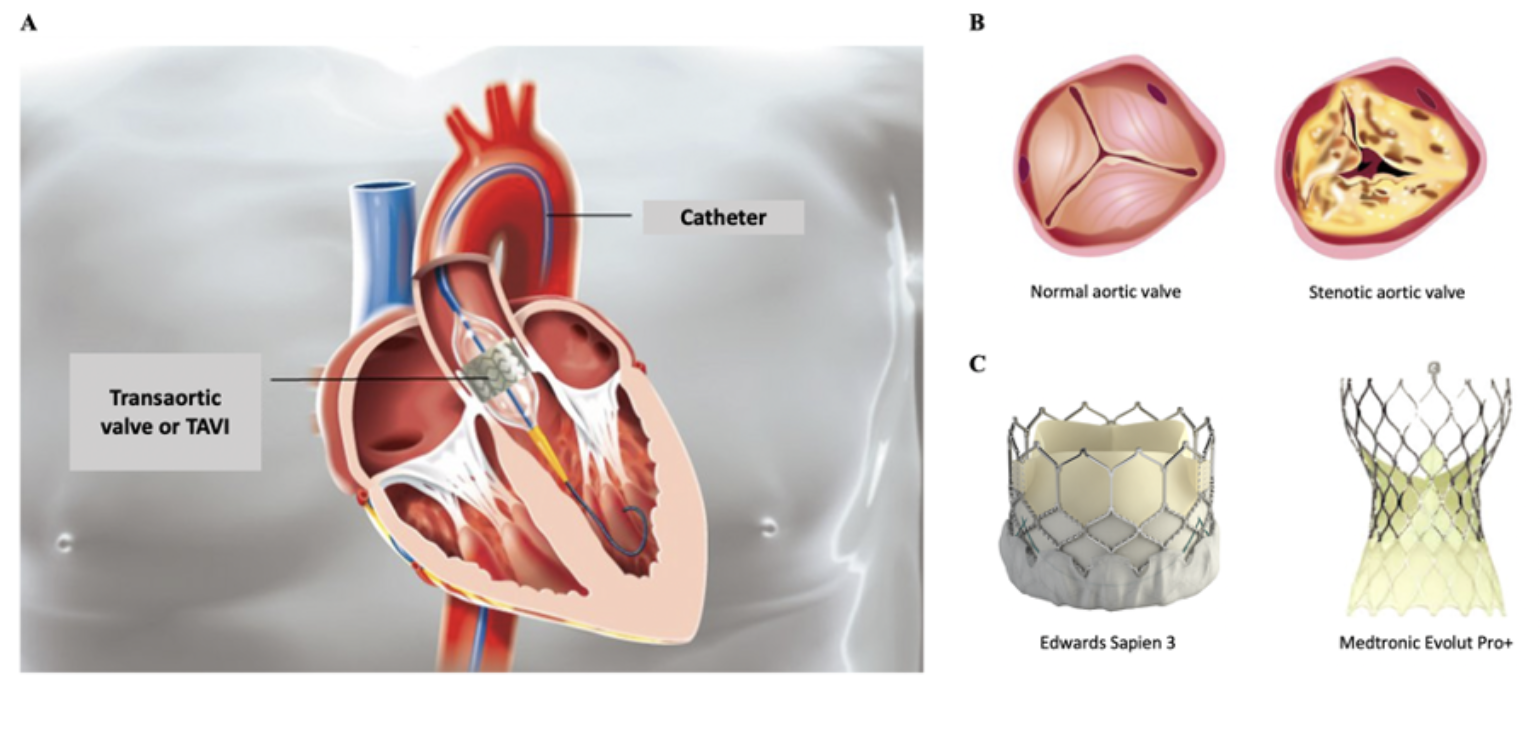 A
Catheter
Transaortic
valve or TAVI
B
Normal aortic valve
Stenotic aortic valve
C
Edwards Sapien 3
Medtronic Evolut Pro+